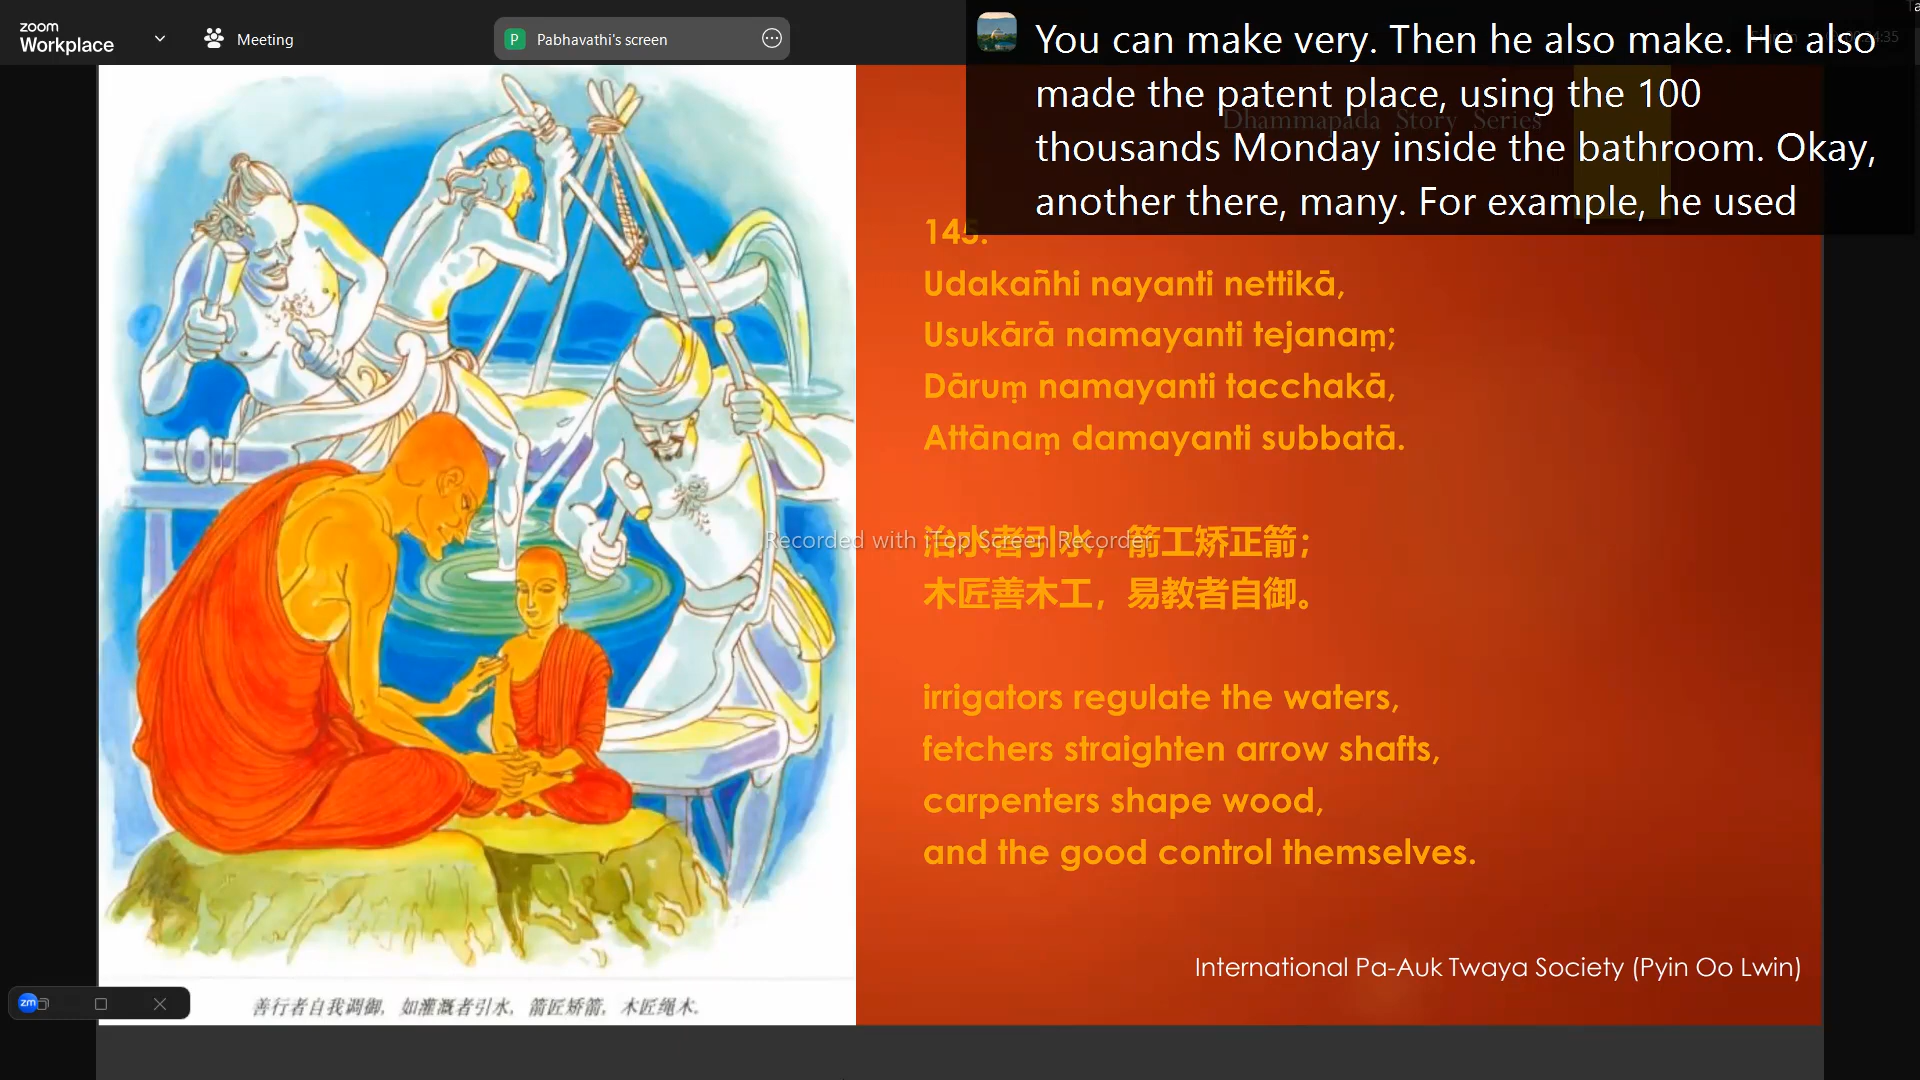 zoom
Workplace
Meeting
P Pabhavathi's screen
You can make very. Then he also make. He also
made the patent place, using the 100
thousands Monday inside the bathroom. Okay,
another there, many. For example, he used
Dhammapada Story Series
145.
Udakañhi nayanti nettikā,
Usukārā namayanti tejanaṃ;
Dāruṃ namayanti tacchakā,
Attānaṃ damayanti subbatā.
治水者引水，箭工矫正箭；
木匠善木工，易教者自御。
Recorded with iTop Screen Recorder
irrigators regulate the waters,
fetchers straighten arrow shafts,
carpenters shape wood,
and the good control themselves.
International Pa-Auk Twaya Society (Pyin Oo Lwin)
zm
善行者自我调御，如灌溉者引水，箭匠矫箭，木匠绳木。